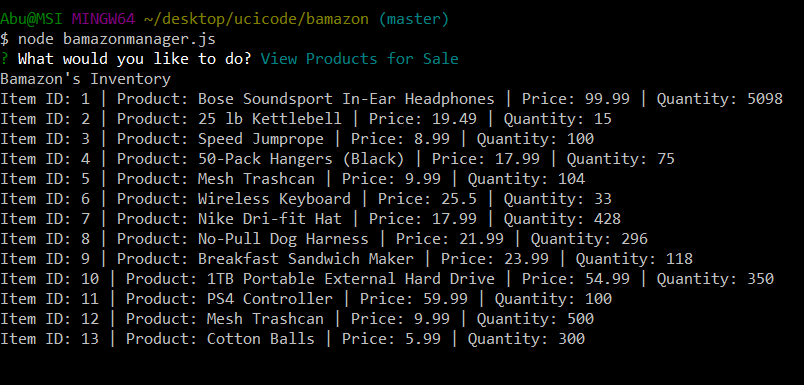 Abu@MSI MINGW64 ~/desktop/ucicode/bamazon (master)
$ node bamazonmanager.js
? What would you like to do? View Products for Sale
Bamazon's Inventory
Item ID: 1 | Product: Bose Soundsport In-Ear Headphones | Price: 99.99 | Quantity: 5098
Item ID: 2 | Product: 25 lb Kettlebell | Price: 19.49 | Quantity: 15
Item ID: 3 | Product: Speed Jumprope | Price: 8.99 | Quantity: 100
Item ID: 4 | Product: 50-Pack Hangers (Black) | Price: 17.99 | Quantity: 75
Item ID: 5 | Product: Mesh Trashcan | Price: 9.99 | Quantity: 104
Item ID: 6 | Product: Wireless Keyboard | Price: 25.5 | Quantity: 33
Item ID: 7 | Product: Nike Dri-fit Hat | Price: 17.99 | Quantity: 428
Item ID: 8 | Product: No-Pull Dog Harness | Price: 21.99 | Quantity: 296
Item ID: 9 | Product: Breakfast Sandwich Maker | Price: 23.99 | Quantity: 118
Item ID: 10 | Product: 1TB Portable External Hard Drive | Price: 54.99 | Quantity: 350
Item ID: 11 | Product: PS4 Controller | Price: 59.99 | Quantity: 100
Item ID: 12 | Product: Mesh Trashcan | Price: 9.99 | Quantity: 500
Item ID: 13 | Product: Cotton Balls | Price: 5.99 | Quantity: 300